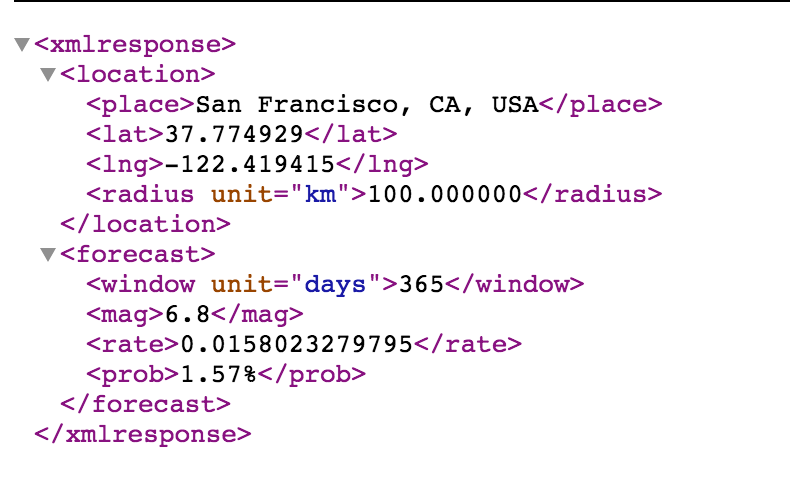 <xmlresponse>
<location>
<place>San Francisco, CA, USA</place>
<lat>37.774929</lat>
<lng>-122.419415</lng>
<radius unit="km">100.000000</radius>
</location>
<forecast>
<window unit="days">365</window>
<mag>6.8</mag>
<rate>0.0158023279795</rate>
<prob>1.57%</prob>
</forecast>
</xmlresponse>